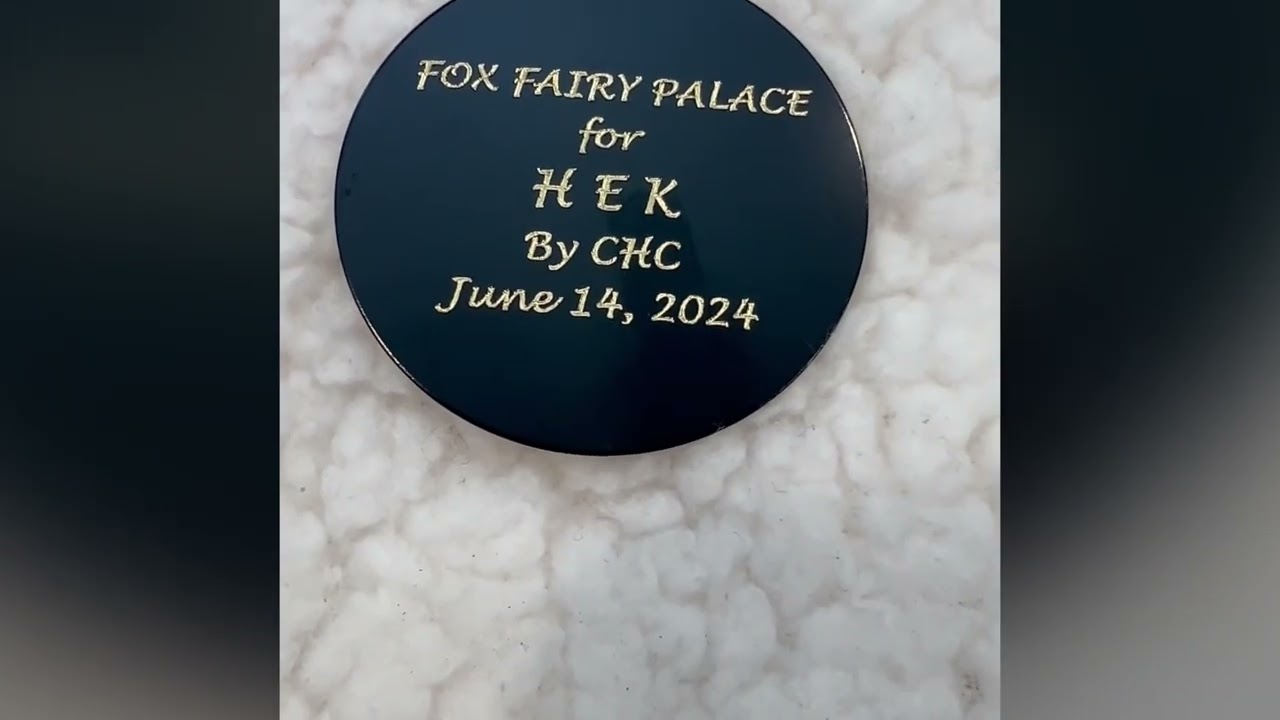 FOX FAIRY PALACE
for
H E K
By CHC
June 14, 2024